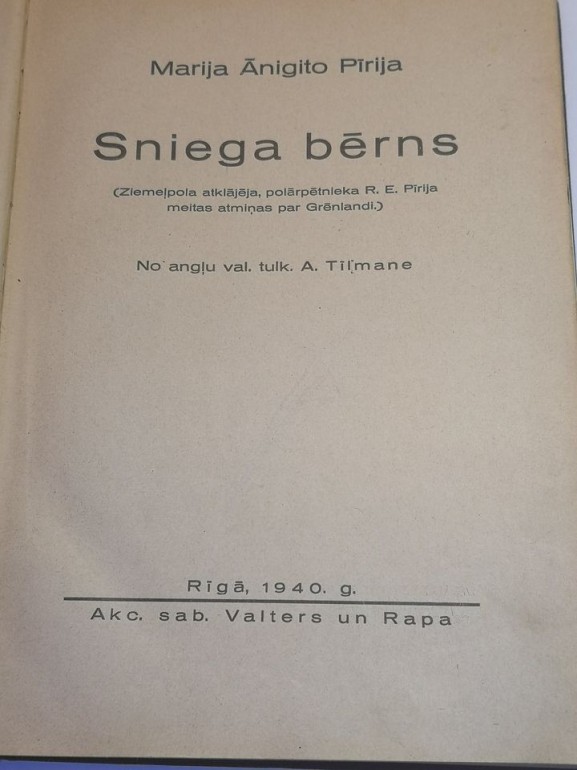 Marija Ānigito Pīrija
Sniega bērns
(Ziemeļpola atklājēja, polārpētnieka R. E. Pīrija
meitas atmiņas par Grēnlandi.)
No angļu val. tulk. A. Tīļmane
Rīgā, 1940. g.
Akc. sab. Valters un Rapa